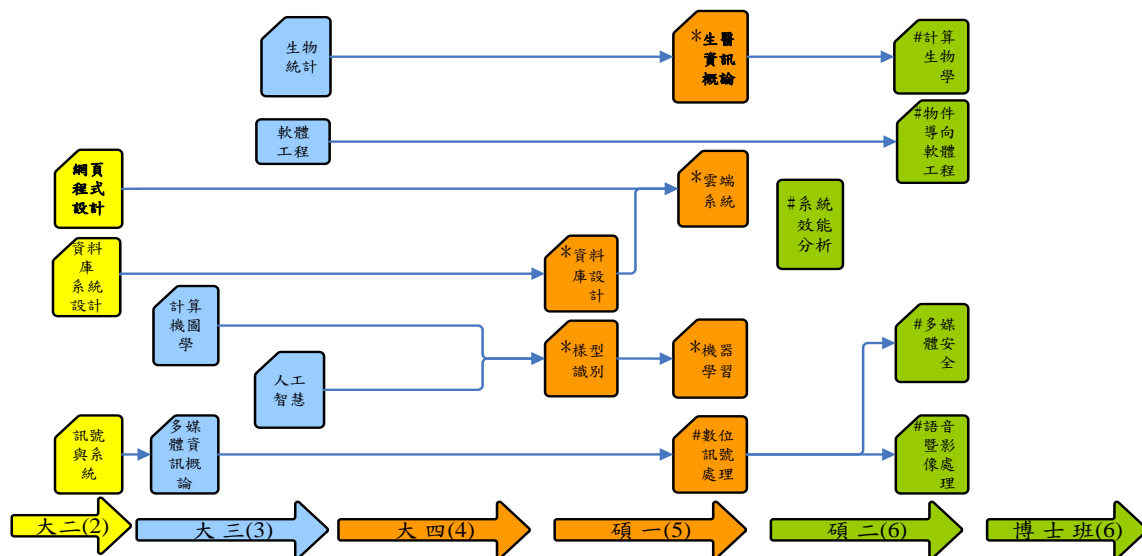 生物
統計
*生醫
資訊
概論
#計算
生物
學
軟體
工程
#物件
導向
軟體
工程
網頁
程式
設計
*雲端
系統
#系統
效能
分析
資料
庫
系統
設計
*資料
庫設
計
計算
機圖
學
*樣型
識別
*機器
學習
#多媒
體安
全
人工
智慧
訊號
與系
統
多媒
體資
訊概
論
#數位
訊號
處理
#語音
暨影
像處
理
大二(2)
大三(3)
大四(4)
碩一(5)
碩二(6)
博士班(6)